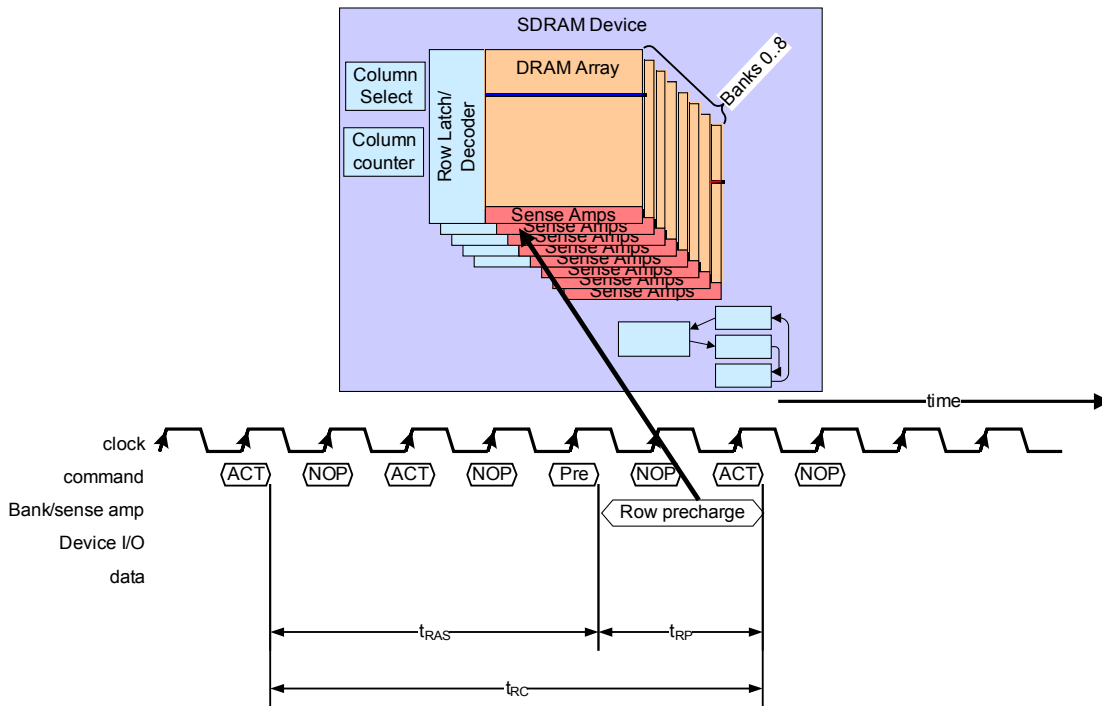 SDRAM Device
Column
Select
Column
counter
Row Latch/
Decoder
DRAM Array
Banks 0..8
Sense Amps
Sense Amps
Sense Amps
Sense Amps
Sense Amps
Sense Amps
Sense Amps
Sense Amps
time
clock
command
ACT NOP ACT NOP Pre NOP ACT NOP
Bank/sense amp
Row precharge
Device I/O
data
tRAS
tRP
tRC